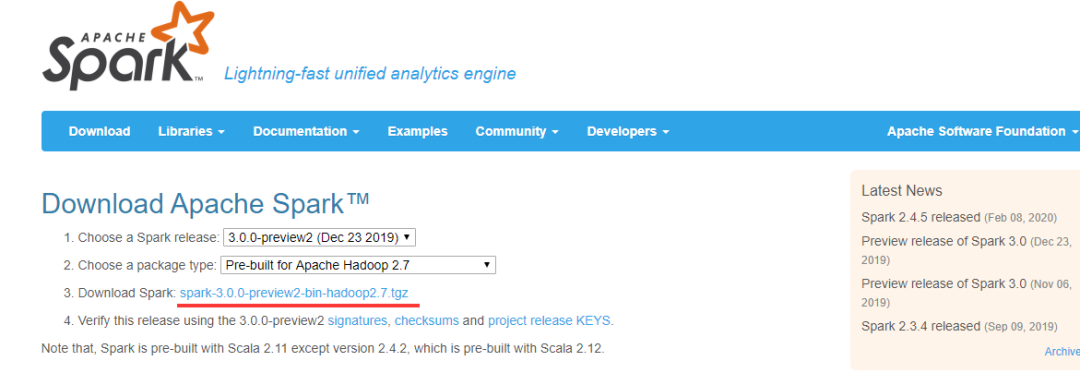 APACHE
Spark™
Lightning-fast unified analytics engine
Download Libraries Documentation Examples Community Developers Apache Software Foundation
Download Apache Spark™
1. Choose a Spark release: 3.0.0-preview2 (Dec 23 2019)
2. Choose a package type: Pre-built for Apache Hadoop 2.7
3. Download Spark: spark-3.0.0-preview2-bin-hadoop2.7.tgz
4. Verify this release using the 3.0.0-preview2 signatures, checksums and project release KEYS.
Note that, Spark is pre-built with Scala 2.11 except version 2.4.2, which is pre-built with Scala 2.12.
Latest News
Spark 2.4.5 released (Feb 08, 2020)
Preview release of Spark 3.0 (Dec 23,
2019)
Preview release of Spark 3.0 (Nov 06,
2019)
Spark 2.3.4 released (Sep 09, 2019)
Archive